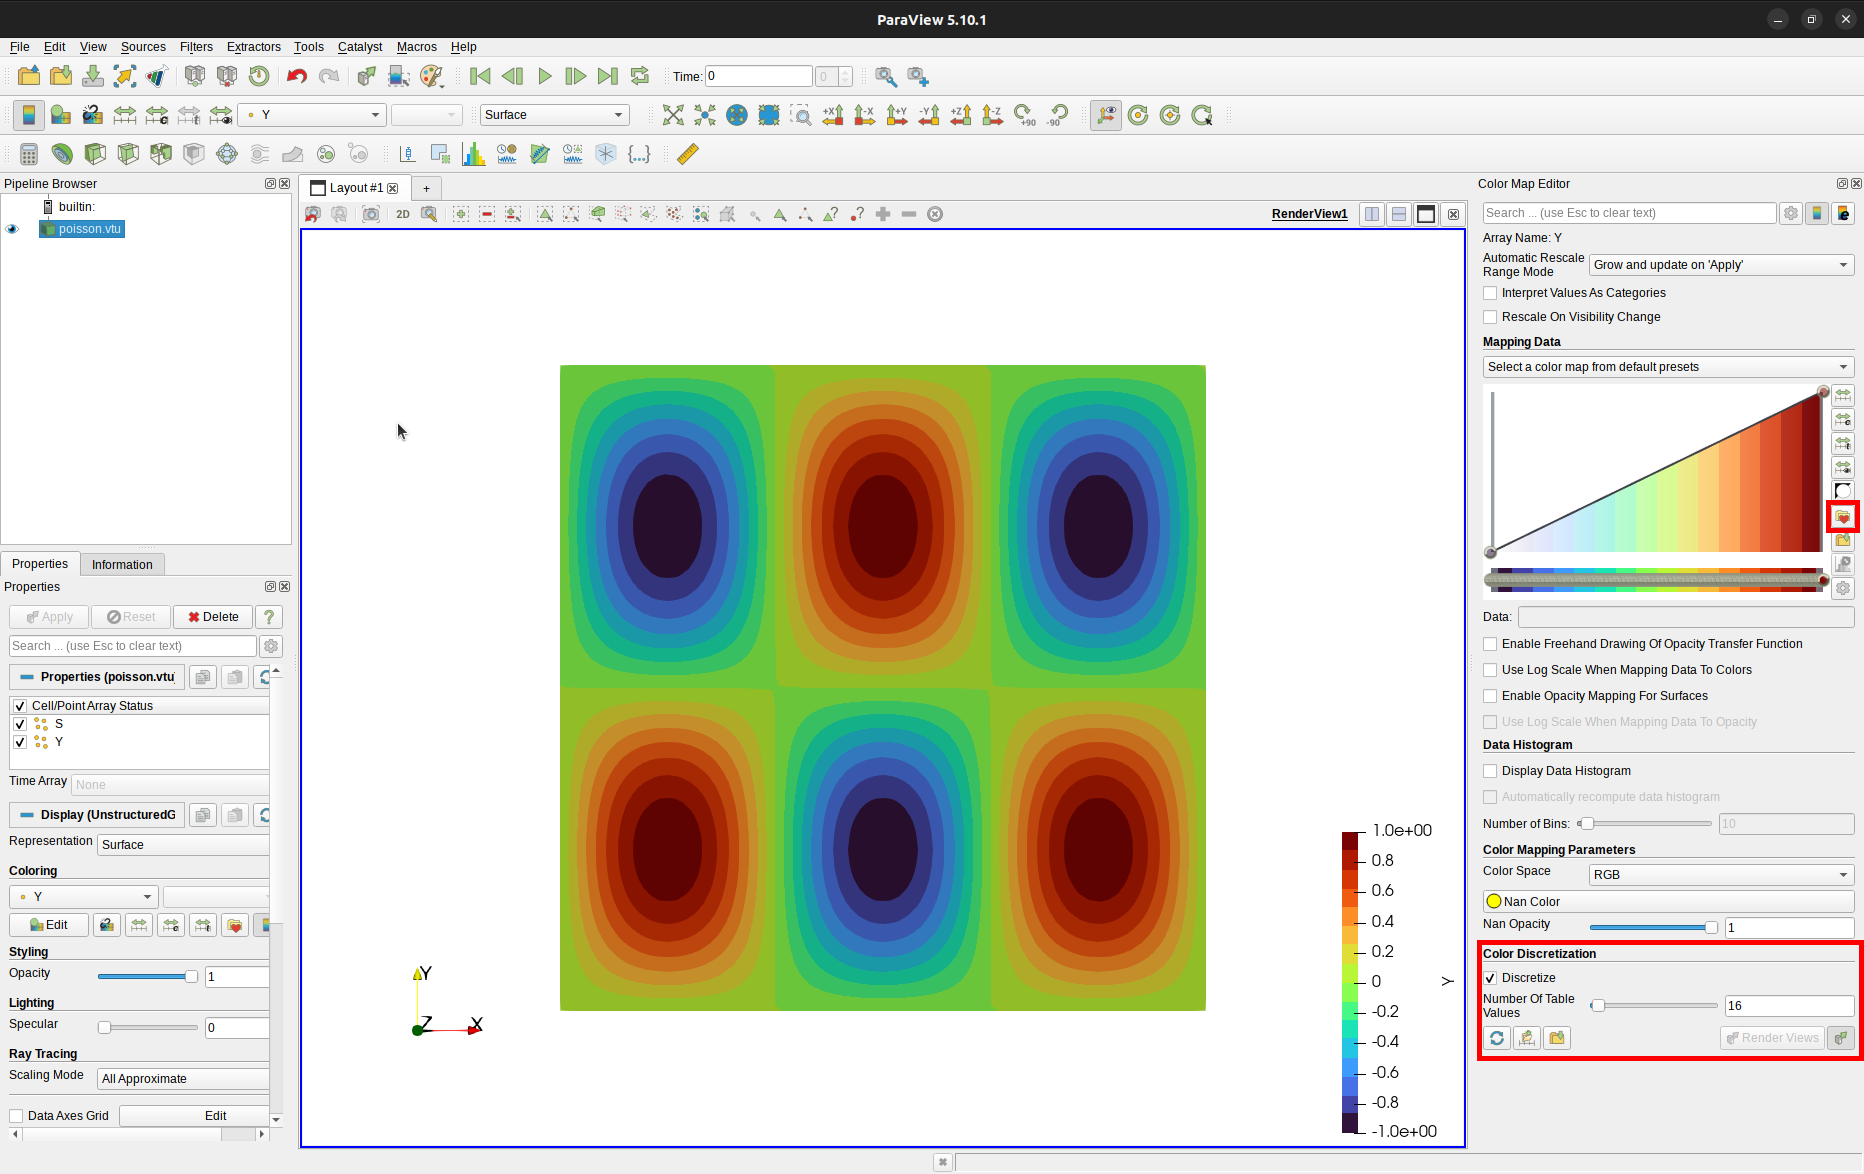 ParaView 5.10.1
File Edit View Sources Filters Extractors Tools Catalyst Macros Help
Time: 0 0
Y Surface +X -X +Y -Y +Z -Z +90 -90
Pipeline Browser
builtin:
poisson.vtu
Properties Information
Properties
Apply Reset Delete ?
Search ... (use Esc to clear text)
Properties (poisson.vtu
Cell/Point Array Status
S
Y
Time Array None
Display (UnstructuredG
Representation Surface
Coloring
Y
Edit
Styling
Opacity 1
Lighting
Specular 0
Ray Tracing
Scaling Mode All Approximate
Data Axes Grid Edit
Layout #1 +
2D RenderView1
Y
Z X
1.0e+00
0.8
0.6
0.4
0.2
0
-0.2
-0.4
-0.6
-0.8
-1.0e+00
Y
Color Map Editor
Search ... (use Esc to clear text)
Array Name: Y
Automatic Rescale
Range Mode Grow and update on 'Apply'
Interpret Values As Categories
Rescale On Visibility Change
Mapping Data
Select a color map from default presets
Data:
Enable Freehand Drawing Of Opacity Transfer Function
Use Log Scale When Mapping Data To Colors
Enable Opacity Mapping For Surfaces
Use Log Scale When Mapping Data To Opacity
Data Histogram
Display Data Histogram
Automatically recompute data histogram
Number of Bins: 10
Color Mapping Parameters
Color Space RGB
Nan Color
Nan Opacity 1
Color Discretization
Discretize
Number Of Table
Values 16
Render Views